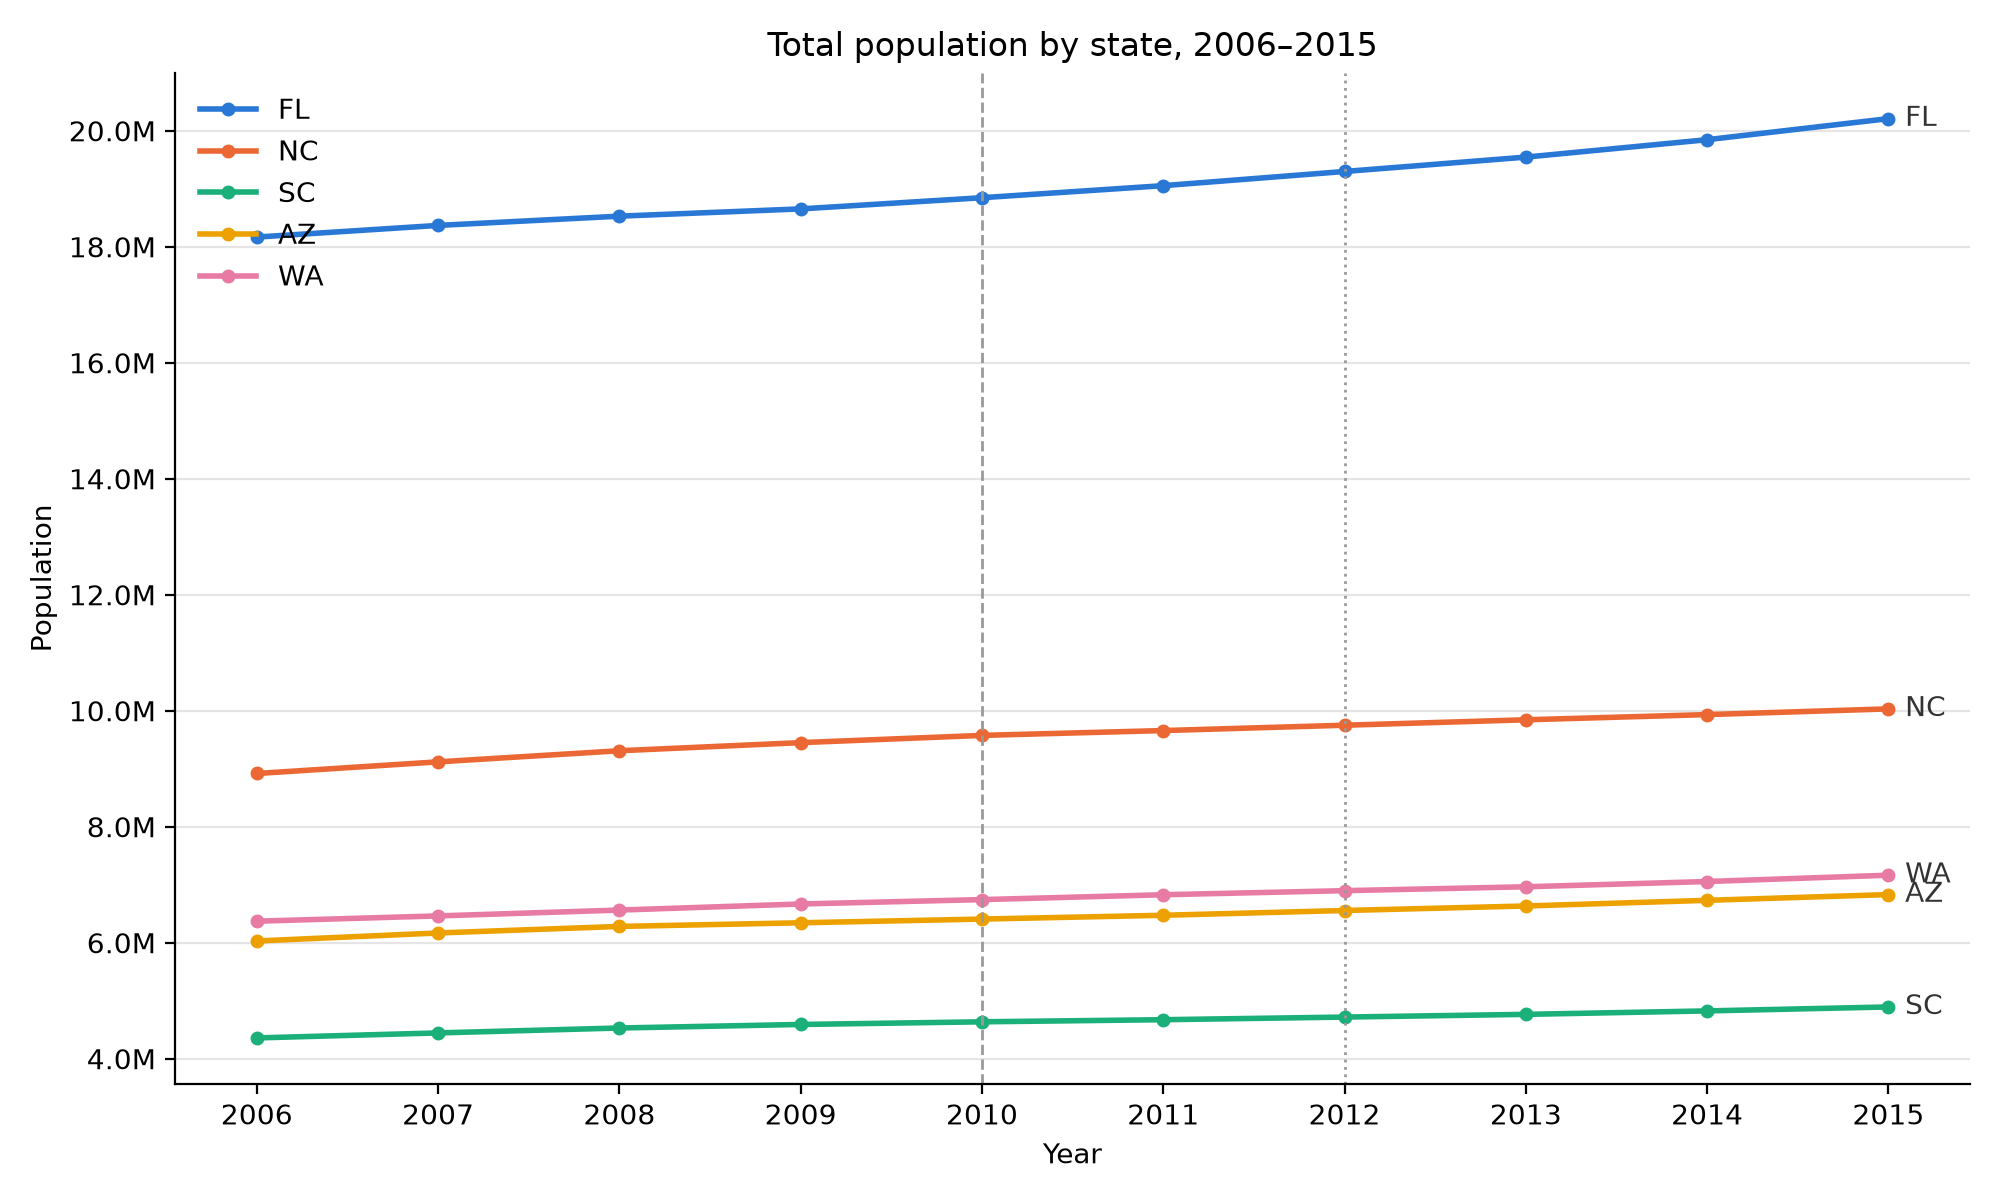 Total population by state, 2006–2015
FL
NC
SC
AZ
WA
20.0M
18.0M
16.0M
14.0M
12.0M
10.0M
8.0M
6.0M
4.0M
Population
FL
NC
WA
AZ
SC
2006 2007 2008 2009 2010 2011 2012 2013 2014 2015
Year